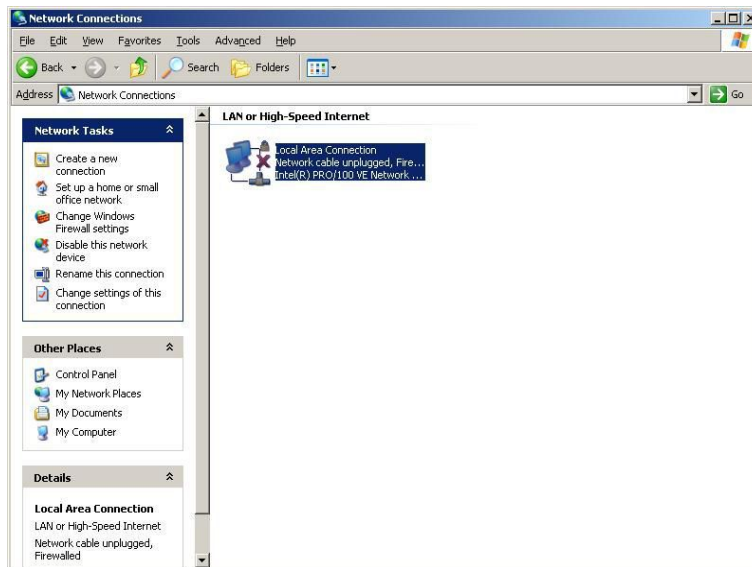 Network Connections
File Edit View Favorites Tools Advanced Help
Back Search Folders
Address Network Connections Go
Network Tasks
Create a new
connection
Set up a home or small
office network
Change Windows
Firewall settings
Disable this network
device
Rename this connection
Change settings of this
connection
Other Places
Control Panel
My Network Places
My Documents
My Computer
Details
Local Area Connection
LAN or High-Speed Internet
Network cable unplugged,
Firewalled
LAN or High-Speed Internet
Local Area Connection
Network cable unplugged, Fire...
Intel(R) PRO/100 VE Network ...